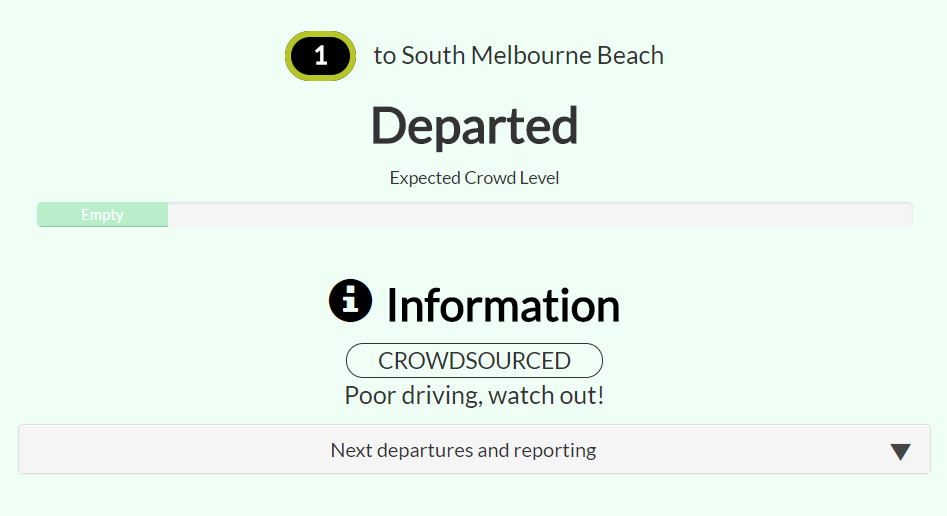 1 to South Melbourne Beach
Departed
Expected Crowd Level
Empty
Information
CROWDSOURCED
Poor driving, watch out!
Next departures and reporting